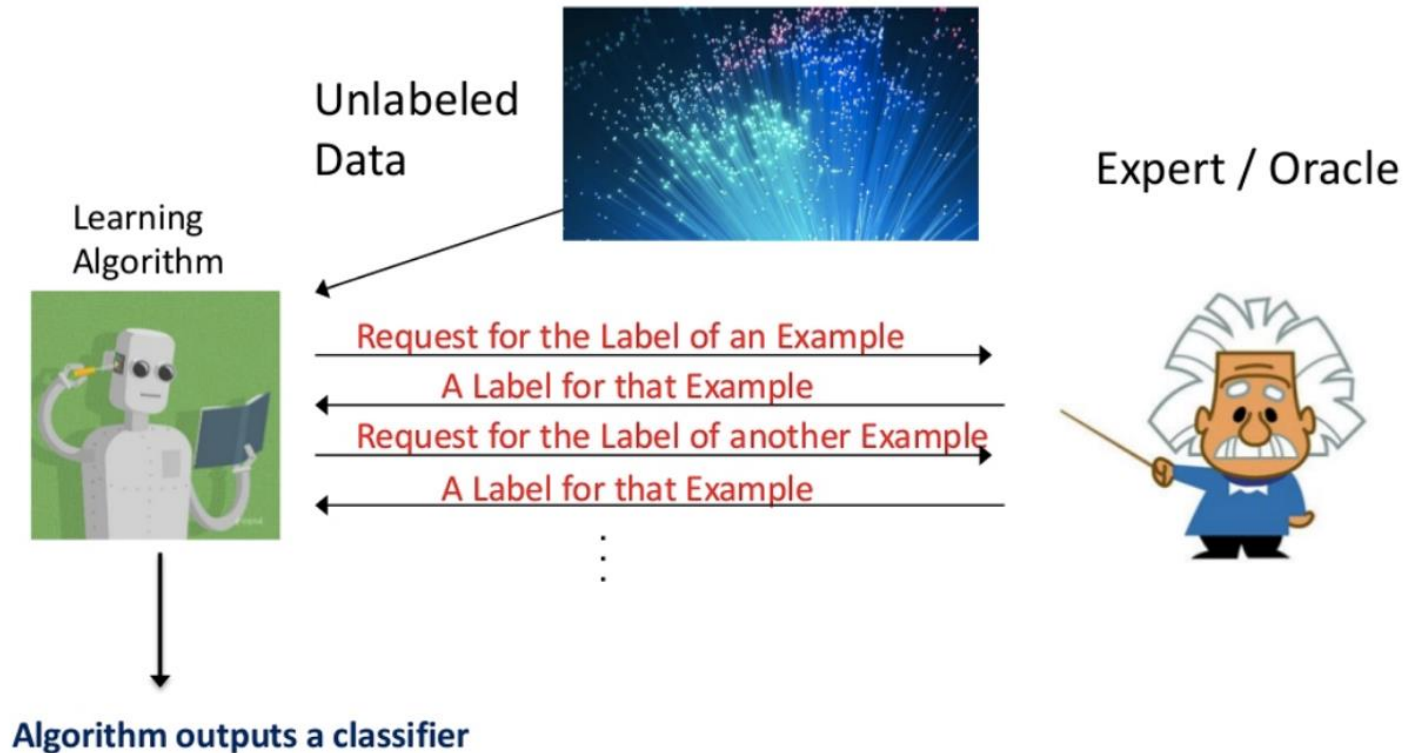 Unlabeled
Data
Expert / Oracle
Learning
Algorithm
Request for the Label of an Example
A Label for that Example
Request for the Label of another Example
A Label for that Example
Algorithm outputs a classifier